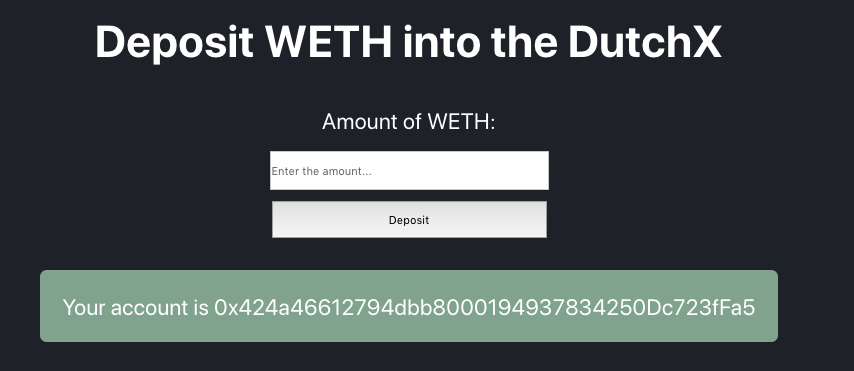 Deposit WETH into the DutchX
Amount of WETH:
Enter the amount...
Deposit
Your account is 0x424a46612794dbb8000194937834250Dc723fFa5